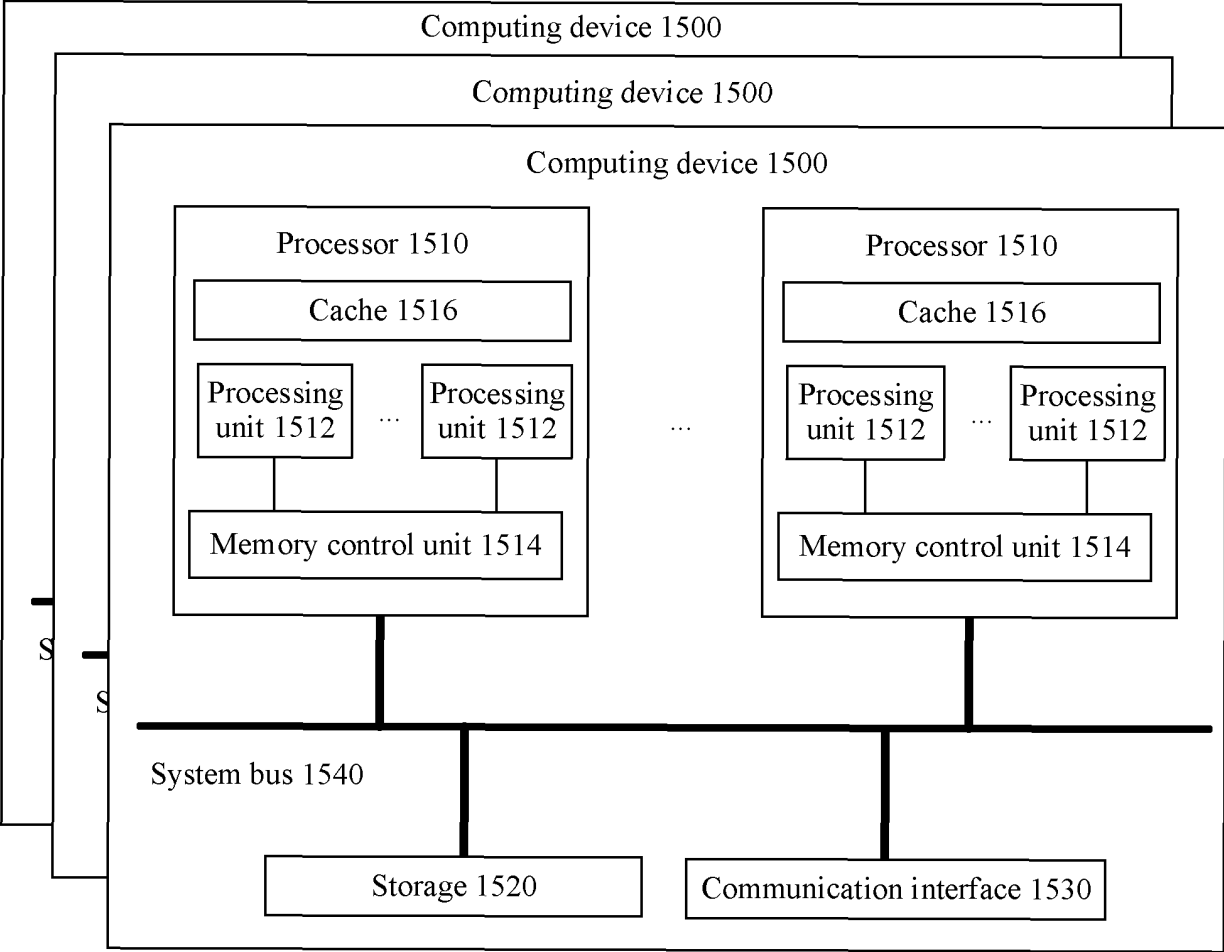 Computing device 1500
Computing device 1500
Computing device 1500
Processor 1510
Cache 1516
Processing
unit 1512
...
Processing
unit 1512
Memory control unit 1514
...
Processor 1510
Cache 1516
Processing
unit 1512
...
Processing
unit 1512
Memory control unit 1514
S
S
System bus 1540
Storage 1520
Communication interface 1530